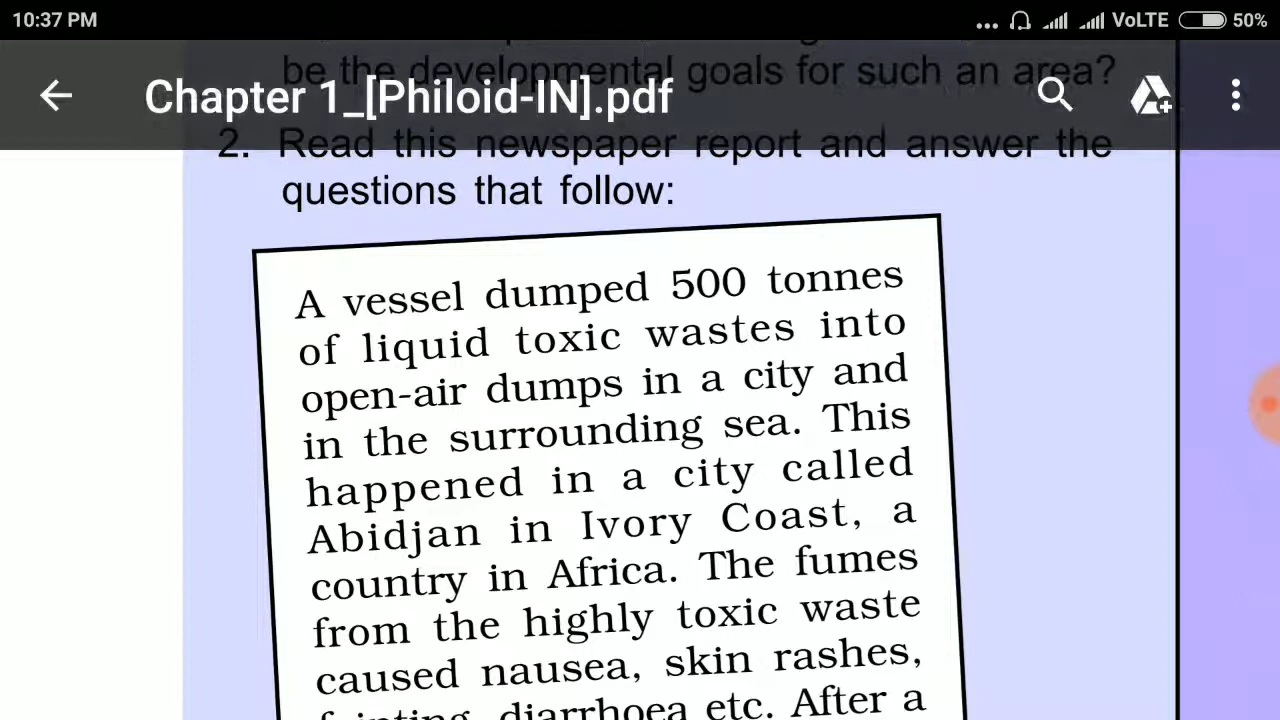 10:37 PM
... VoLTE 50%
be the developmental goals for such an area?
Chapter 1_[Philoid-IN].pdf
2. Read this newspaper report and answer the
questions that follow:
A vessel dumped 500 tonnes
of liquid toxic wastes into
open-air dumps in a city and
in the surrounding sea. This
happened in a city called
Abidjan in Ivory Coast, a
country in Africa. The fumes
from the highly toxic waste
caused nausea, skin rashes,
fainting, diarrhoea etc. After a